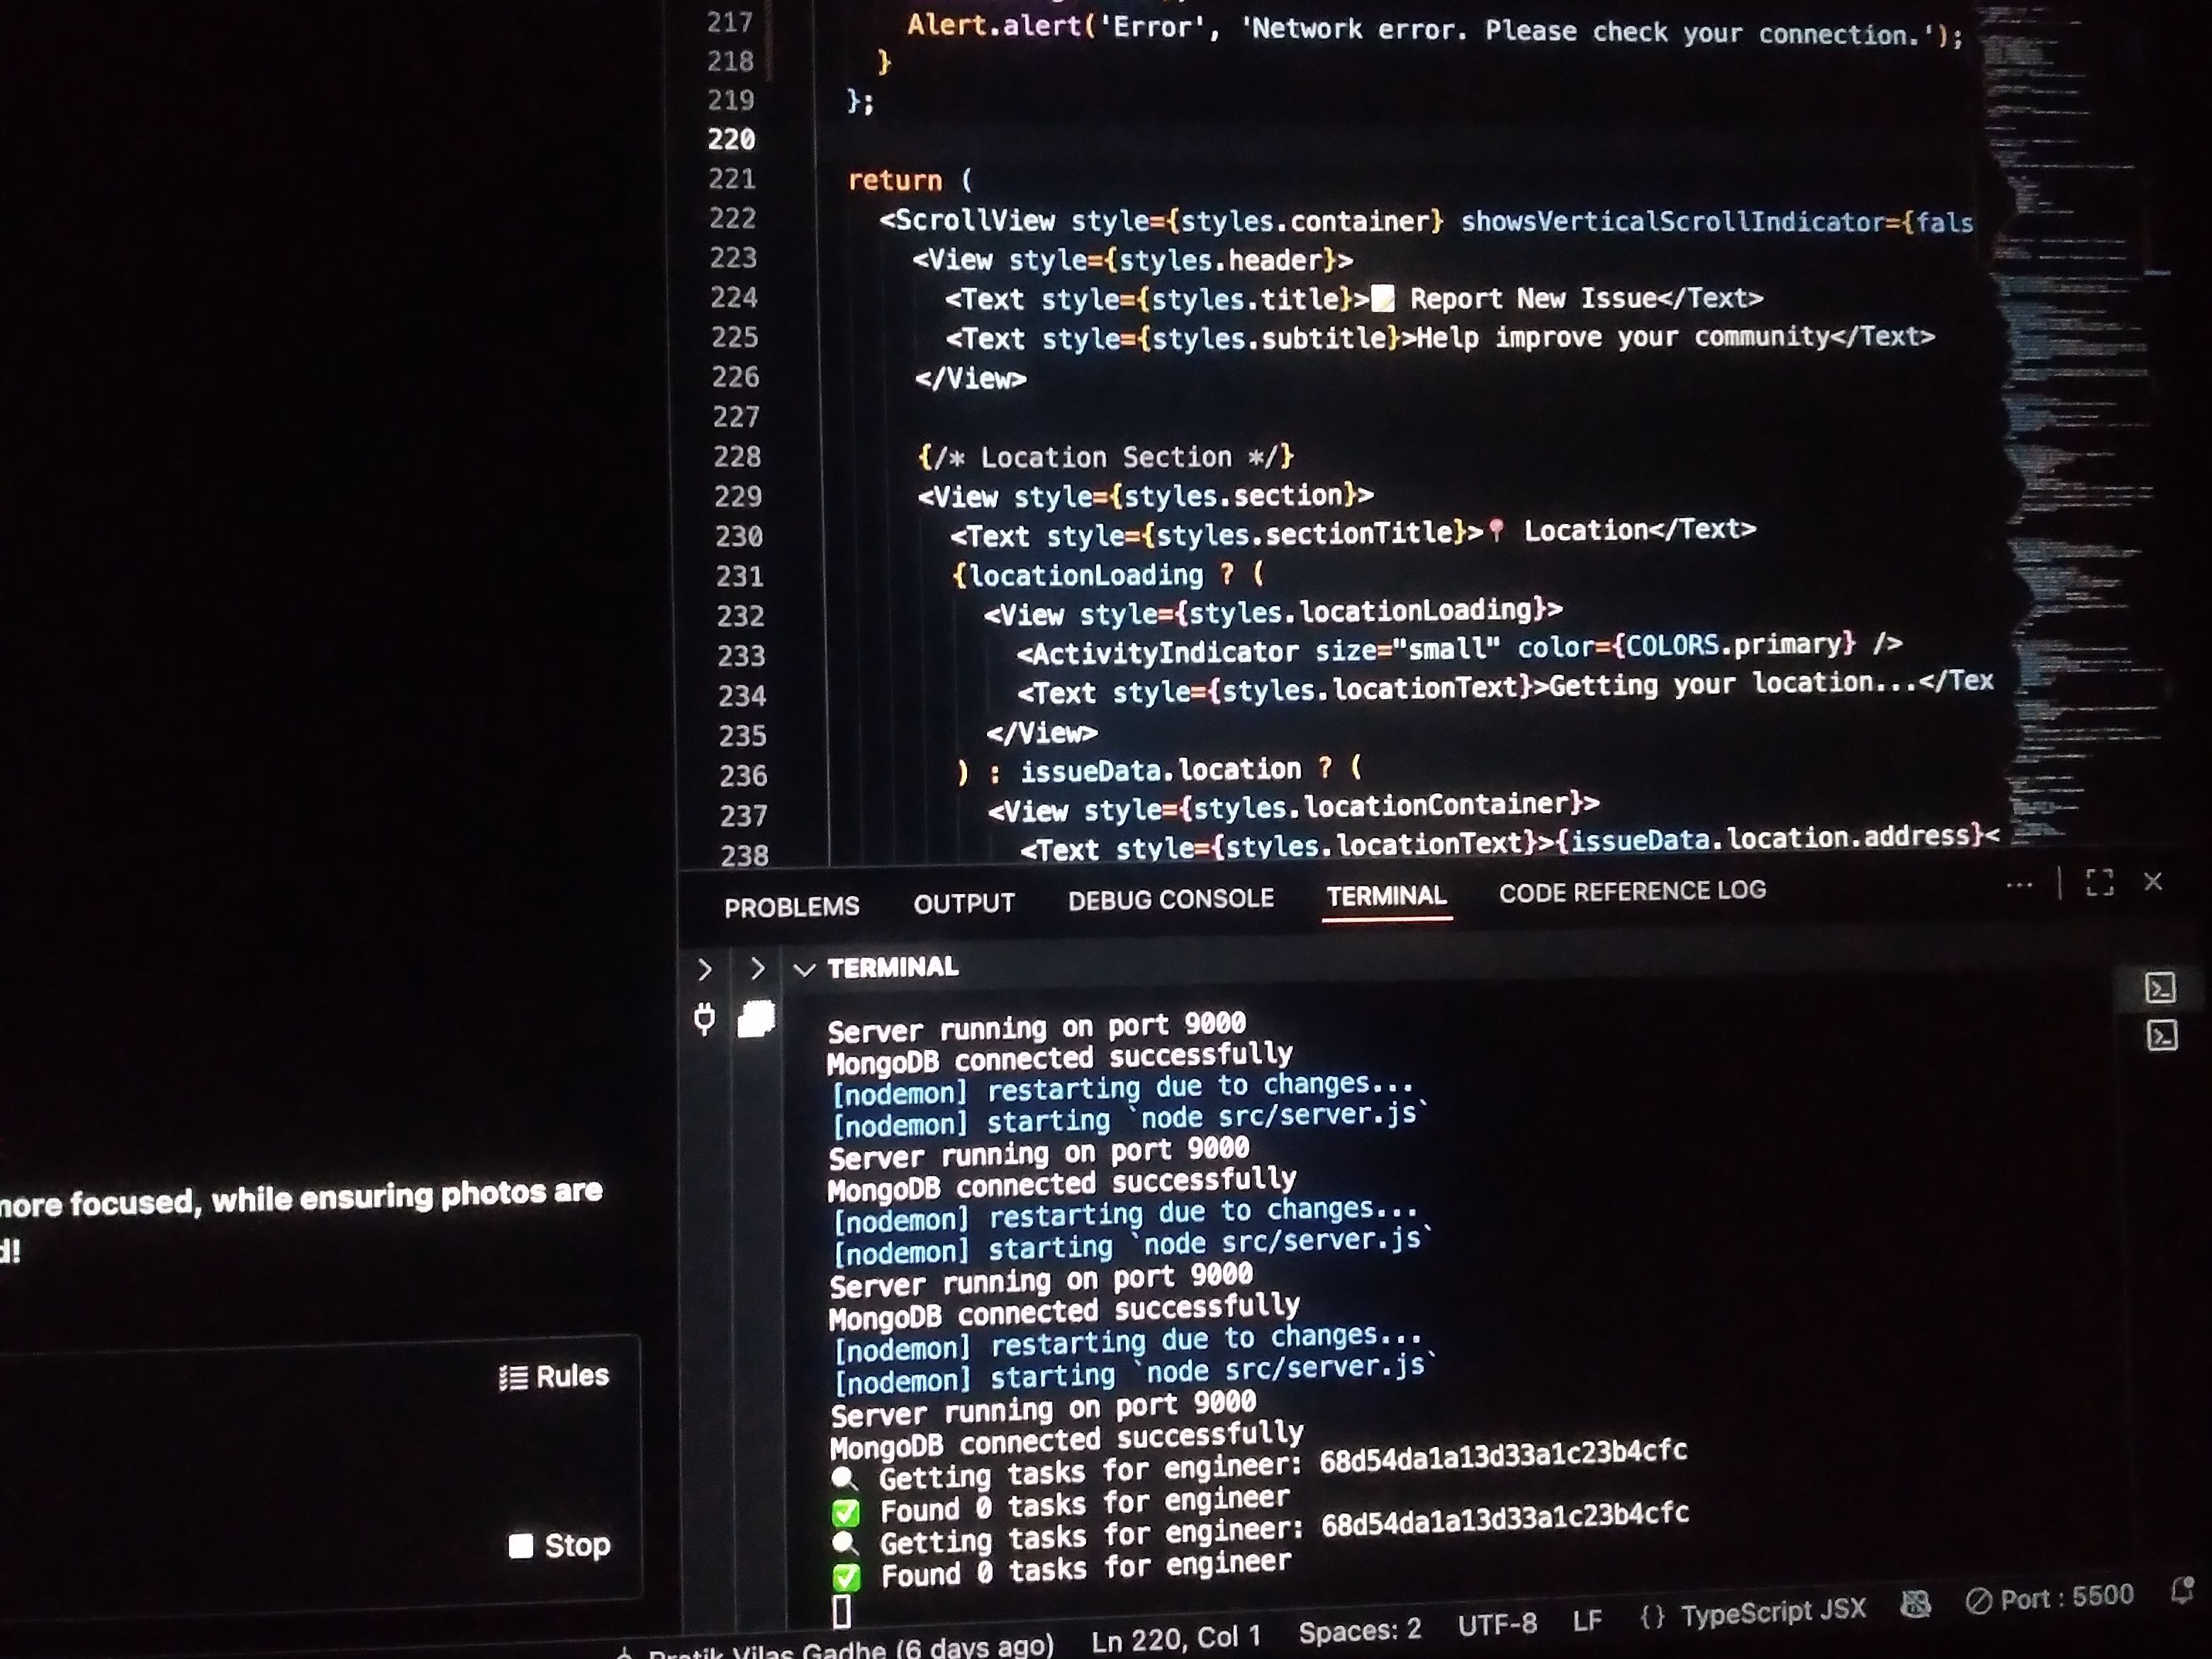 217 Alert.alert('Error', 'Network error. Please check your connection.');
218 }
219 };
220
221 return (
222 <ScrollView style={styles.container} showsVerticalScrollIndicator={fals
223 <View style={styles.header}>
224 <Text style={styles.title}>📝 Report New Issue</Text>
225 <Text style={styles.subtitle}>Help improve your community</Text>
226 </View>
227
228 {/* Location Section */}
229 <View style={styles.section}>
230 <Text style={styles.sectionTitle}>📍 Location</Text>
231 {locationLoading ? (
232 <View style={styles.locationLoading}>
233 <ActivityIndicator size="small" color={COLORS.primary} />
234 <Text style={styles.locationText}>Getting your location...</Tex
235 </View>
236 ) : issueData.location ? (
237 <View style={styles.locationContainer}>
238 <Text style={styles.locationText}>{issueData.location.address}<
PROBLEMS OUTPUT DEBUG CONSOLE TERMINAL CODE REFERENCE LOG
TERMINAL
Server running on port 9000
MongoDB connected successfully
[nodemon] restarting due to changes...
[nodemon] starting `node src/server.js`
Server running on port 9000
MongoDB connected successfully
[nodemon] restarting due to changes...
[nodemon] starting `node src/server.js`
Server running on port 9000
MongoDB connected successfully
[nodemon] restarting due to changes...
[nodemon] starting `node src/server.js`
Server running on port 9000
MongoDB connected successfully
🔍 Getting tasks for engineer: 68d54da1a13d33a1c23b4cfc
✅ Found 0 tasks for engineer
🔍 Getting tasks for engineer: 68d54da1a13d33a1c23b4cfc
✅ Found 0 tasks for engineer
more focused, while ensuring photos are
d!
Rules
Stop
Pratik Vilas Gadhe (6 days ago) Ln 220, Col 1 Spaces: 2 UTF-8 LF {} TypeScript JSX Port : 5500